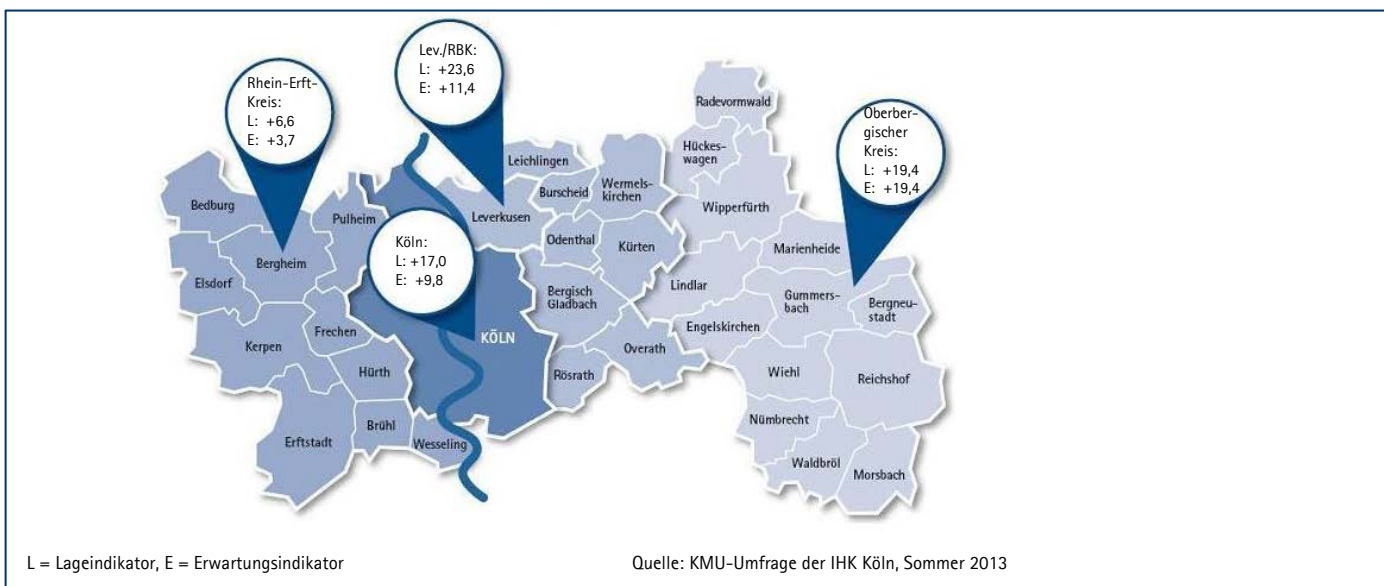 Lev./RBK:
L: +23,6
E: +11,4
Rhein-Erft-
Kreis:
L: +6,6
E: +3,7
Oberber-
gischer
Kreis:
L: +19,4
E: +19,4
Köln:
L: +17,0
E: +9,8
Radevormwald
Hückes-
wagen
Leichlingen
Burscheid
Wermels-
kirchen
Wipperfürth
Bedburg
Pulheim
Leverkusen
Odenthal
Kürten
Marienheide
Bergheim
Elsdorf
Lindlar
Bergisch
Gladbach
Gummers-
bach
Bergneu-
stadt
Frechen
Engelskirchen
Kerpen
KÖLN
Overath
Hürth
Rösrath
Wiehl
Reichshof
Nümbrecht
Brühl
Erftstadt
Wesseling
Waldbröl
Morsbach
L = Lageindikator, E = Erwartungsindikator
Quelle: KMU-Umfrage der IHK Köln, Sommer 2013